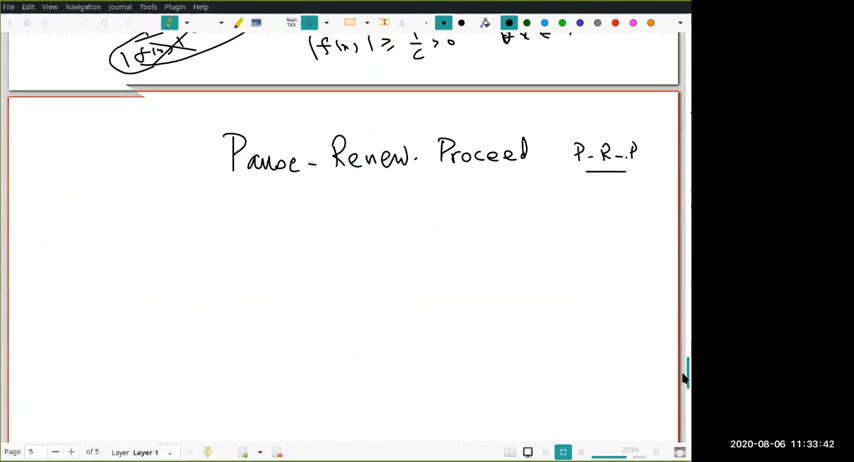 File Edit View Navigation Journal Tools Plugin Help
|f(x)| |f(x)| ≥ 1/c > 0 ∀x ∈
Pause - Renew. Proceed P-R-P
Page 5 of 5 Layer Layer 1 235%
2020-08-06 11:33:42